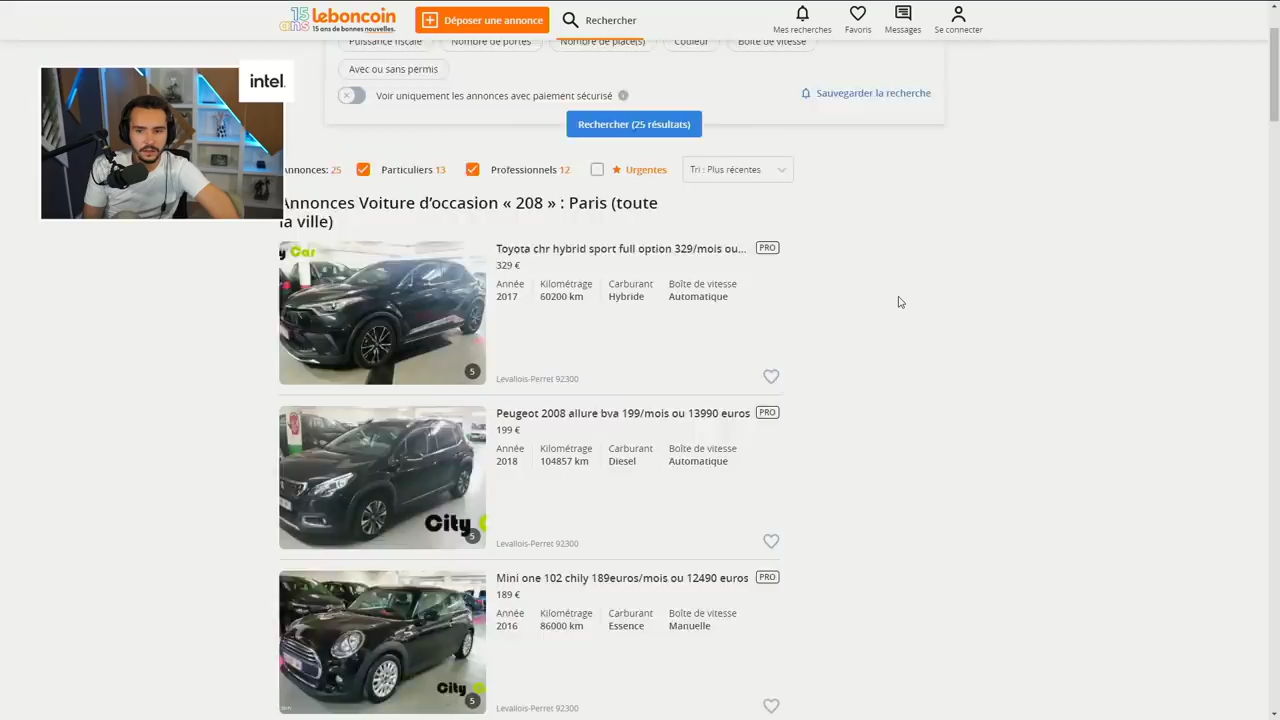 15 ans
leboncoin
15 ans de bonnes nouvelles.
Déposer une annonce
Rechercher
Mes recherches
Favoris
Messages
Se connecter
Puissance fiscale
Nombre de portes
Nombre de place(s)
Couleur
Boîte de vitesse
Avec ou sans permis
intel.
Voir uniquement les annonces avec paiement sécurisé
Sauvegarder la recherche
Rechercher (25 résultats)
Annonces: 25
Particuliers 13
Professionnels 12
Urgentes
Tri : Plus récentes
Annonces Voiture d'occasion « 208 » : Paris (toute
la ville)
y Car
5
Toyota chr hybrid sport full option 329/mois ou...
PRO
329 €
Année Kilométrage Carburant Boîte de vitesse
2017 60200 km Hybride Automatique
Levallois-Perret 92300
City
5
Peugeot 2008 allure bva 199/mois ou 13990 euros
PRO
199 €
Année Kilométrage Carburant Boîte de vitesse
2018 104857 km Diesel Automatique
Levallois-Perret 92300
City
5
Mini one 102 chily 189euros/mois ou 12490 euros
PRO
189 €
Année Kilométrage Carburant Boîte de vitesse
2016 86000 km Essence Manuelle
Levallois-Perret 92300